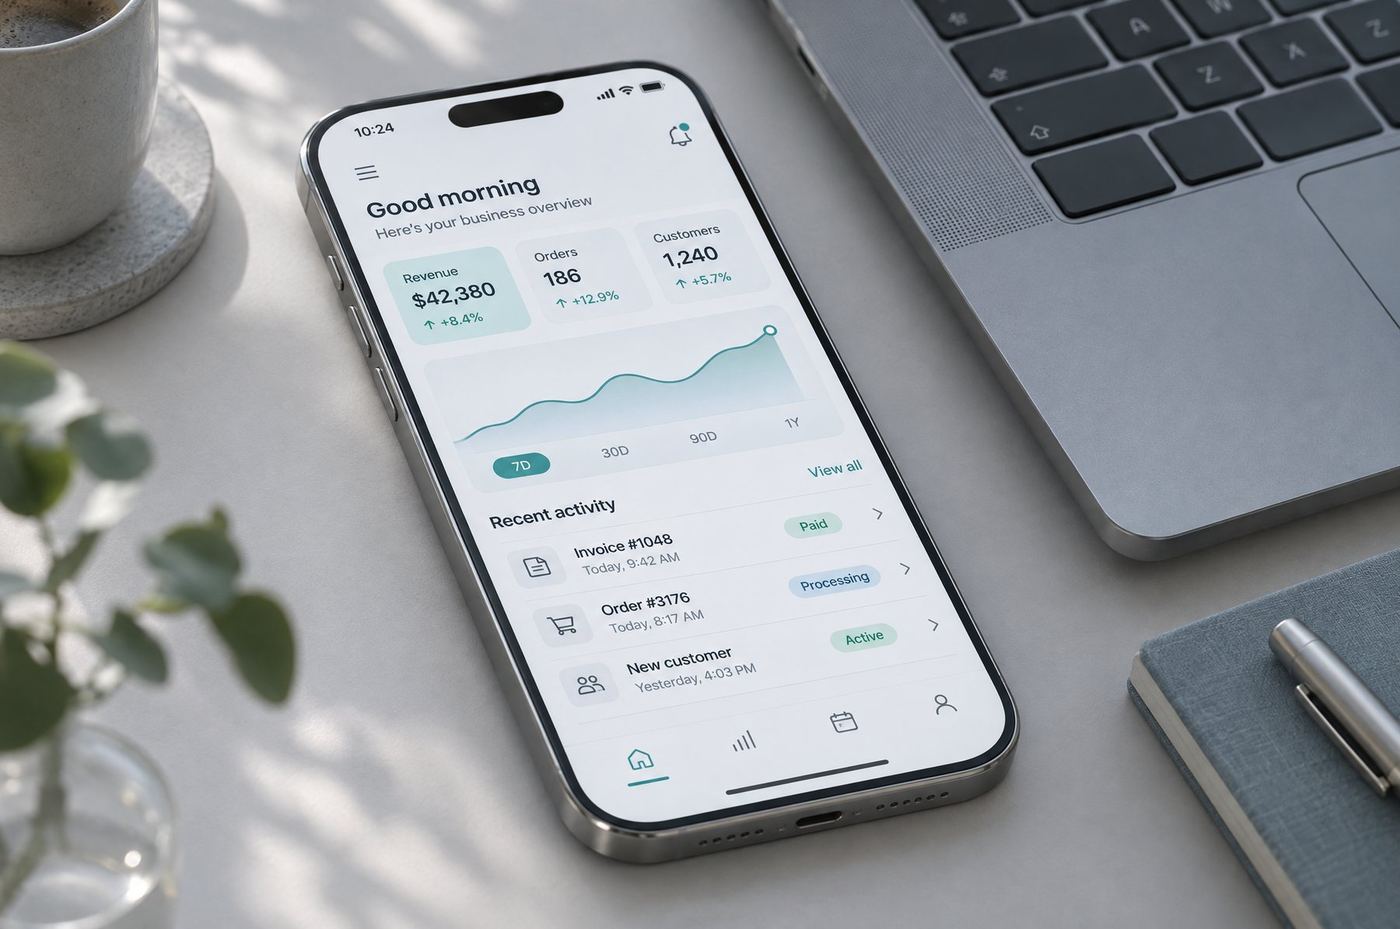 10:24
Good morning
Here's your business overview
Revenue
$42,380
↑ +8.4%
Orders
186
↑ +12.9%
Customers
1,240
↑ +5.7%
7D
30D
90D
1Y
Recent activity
View all
Invoice #1048
Today, 9:42 AM
Paid
Order #3176
Today, 8:17 AM
Processing
New customer
Yesterday, 4:03 PM
Active
A
W
Z
A
Z